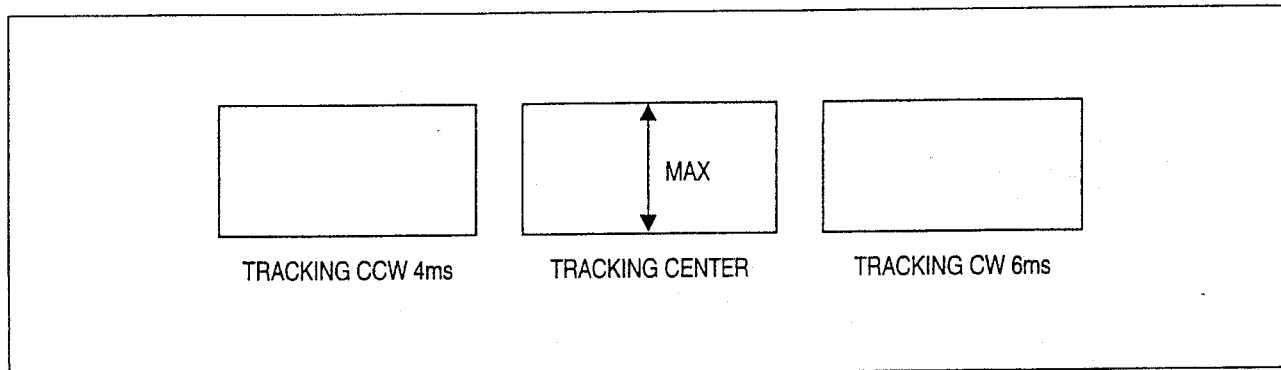 MAX
TRACKING CCW 4ms
TRACKING CENTER
TRACKING CW 6ms